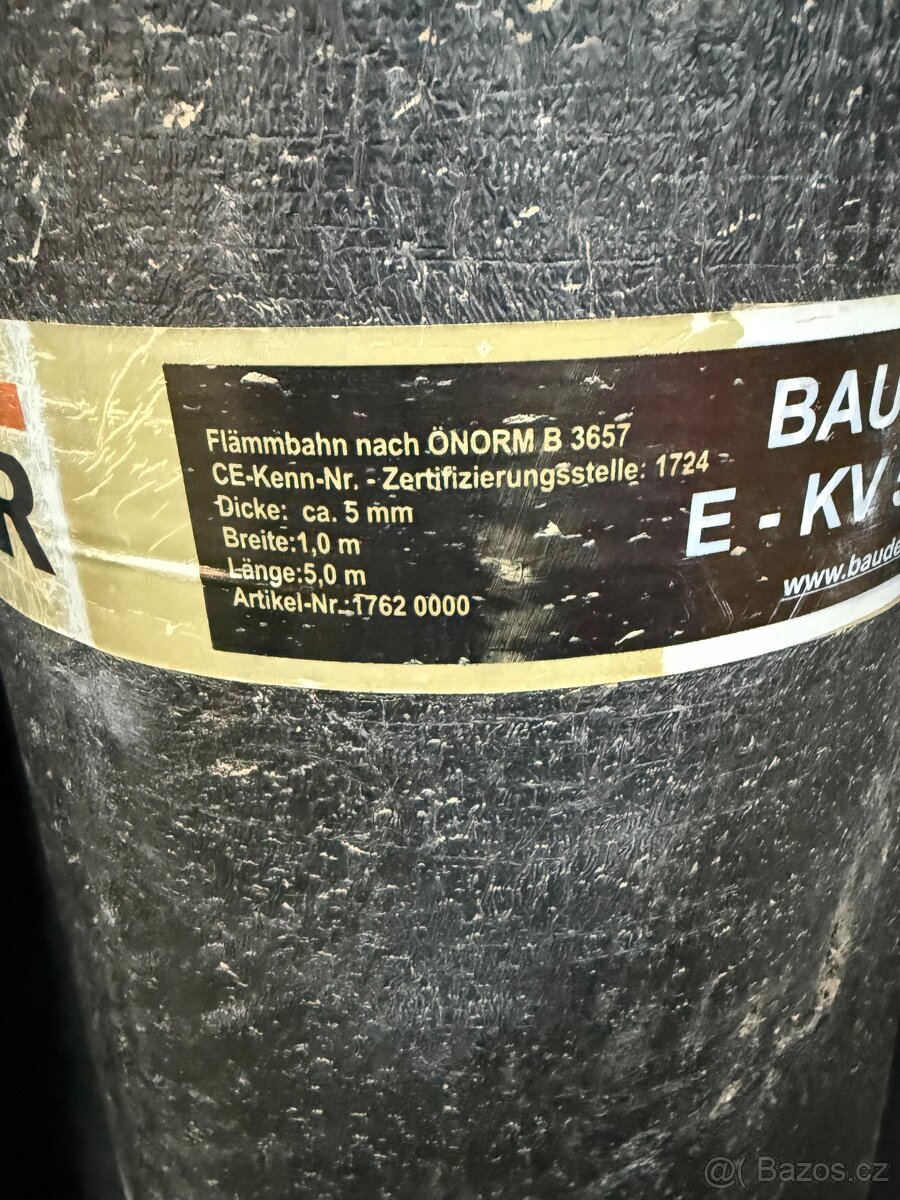 R
Flämmbahn nach ÖNORM B 3657
CE-Kenn-Nr. - Zertifizierungsstelle: 1724
Dicke: ca. 5 mm
Breite:1,0 m
Länge:5,0 m
Artikel-Nr.:1762 0000
BAU
E - KV
www.baude
@( Bazos.cz